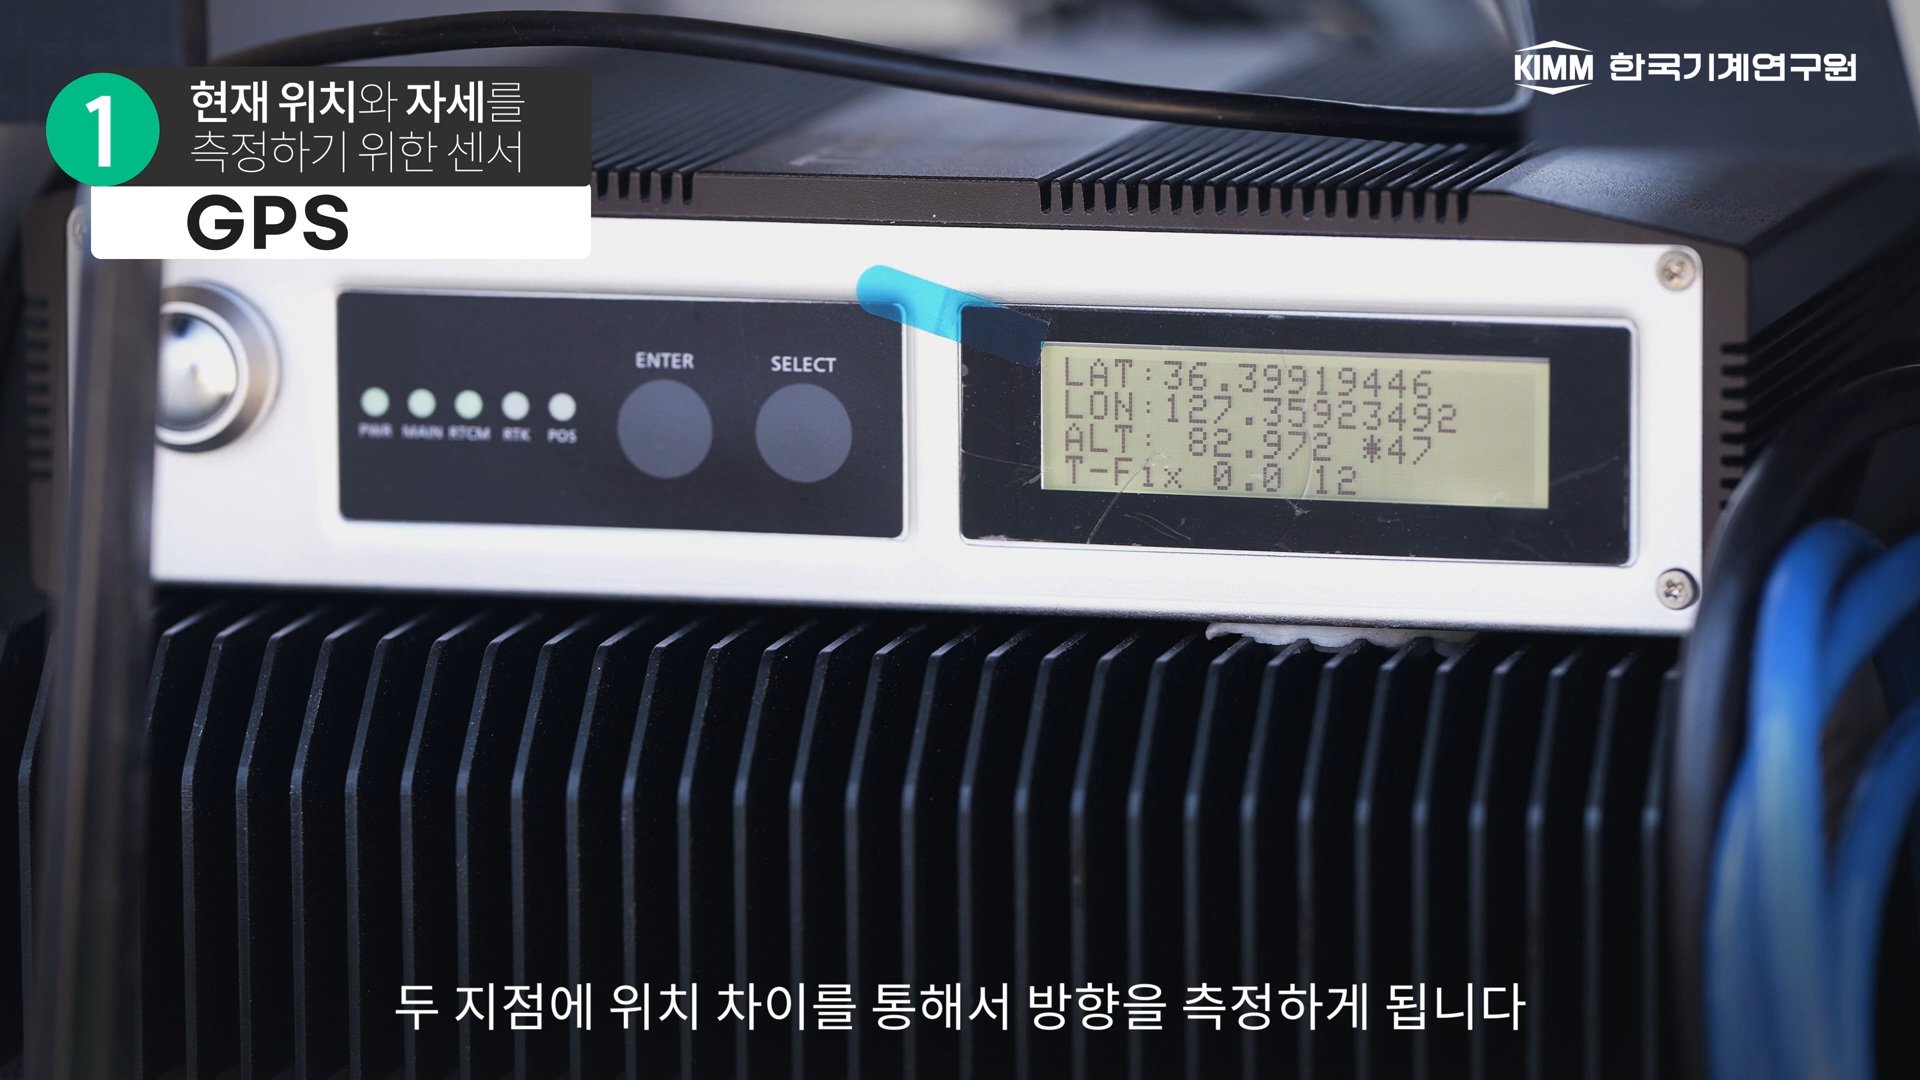 1
현재 위치와 자세를
측정하기 위한 센서
GPS
KIMM 한국기계연구원
ENTER
SELECT
PWR MAIN RTCM RTK POS
LAT:36.39919446
LON:127.35923492
ALT: 82.972 *47
T-Fix 0.0 12
두 지점에 위치 차이를 통해서 방향을 측정하게 됩니다